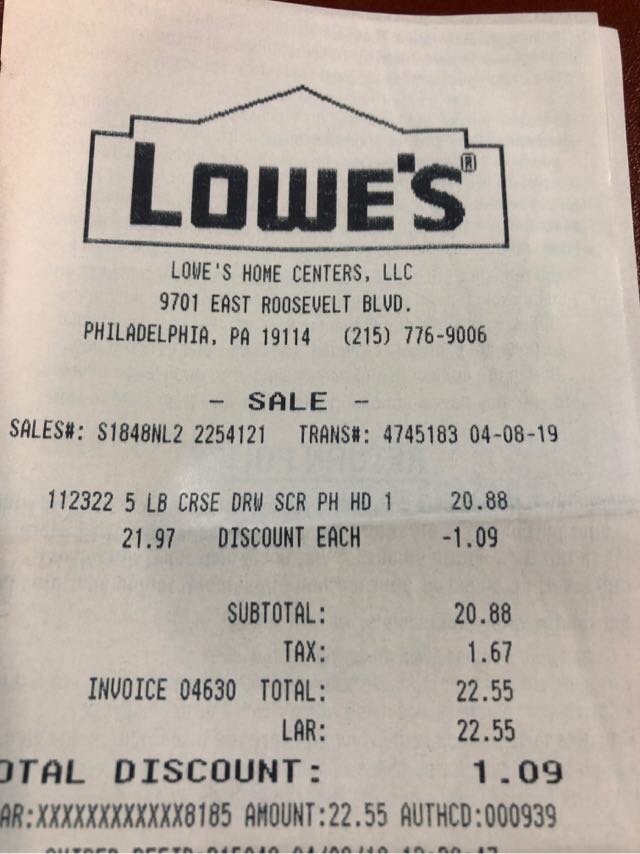 LOWE'S®
LOWE'S HOME CENTERS, LLC
9701 EAST ROOSEVELT BLVD.
PHILADELPHIA, PA 19114 (215) 776-9006
- SALE -
SALES#: S1848NL2 2254121 TRANS#: 4745183 04-08-19
112322 5 LB CRSE DRW SCR PH HD 1 20.88
21.97 DISCOUNT EACH -1.09
SUBTOTAL: 20.88
TAX: 1.67
INVOICE 04630 TOTAL: 22.55
LAR: 22.55
OTAL DISCOUNT: 1.09
AR:XXXXXXXXXXXX8185 AMOUNT:22.55 AUTHCD:000939